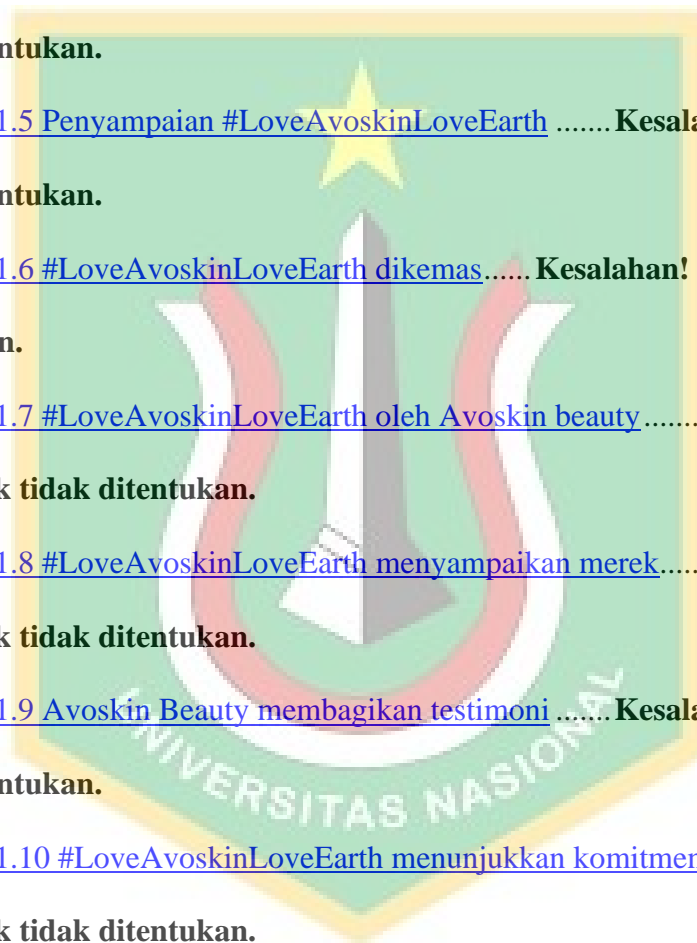 ntukan.
1.5 Penyampaian #LoveAvoskinLoveEarth ....... Kesala
ntukan.
1.6 #LoveAvoskinLoveEarth dikemas...... Kesalahan!
n.
1.7 #LoveAvoskinLoveEarth oleh Avoskin beauty.......
k tidak ditentukan.
1.8 #LoveAvoskinLoveEarth menyampaikan merek.....
k tidak ditentukan.
1.9 Avoskin Beauty membagikan testimoni ....... Kesala
ntukan.
1.10 #LoveAvoskinLoveEarth menunjukkan komitmen
k tidak ditentukan.
UNIVERSITAS NASIONAL